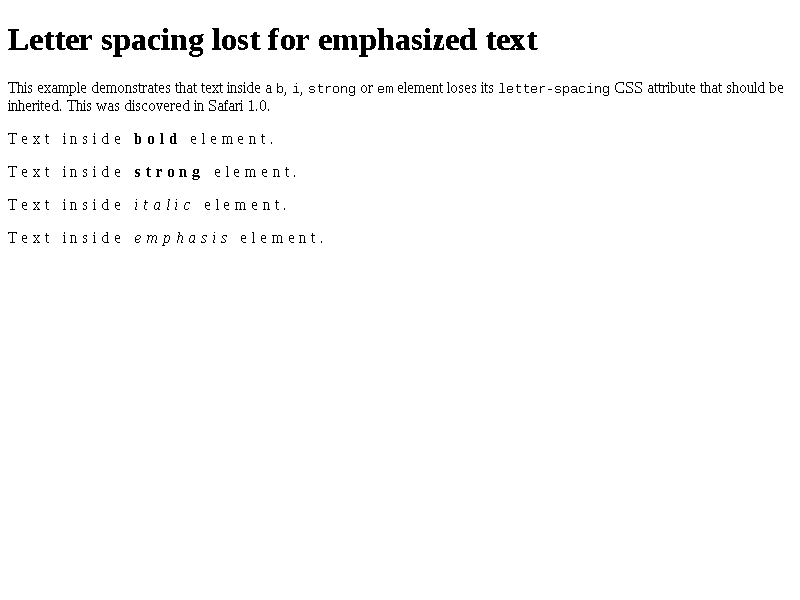 Letter spacing lost for emphasized text
This example demonstrates that text inside a b, i, strong or em element loses its letter-spacing CSS attribute that should be
inherited. This was discovered in Safari 1.0.
Text inside bold element.
Text inside strong element.
Text inside italic element.
Text inside emphasis element.